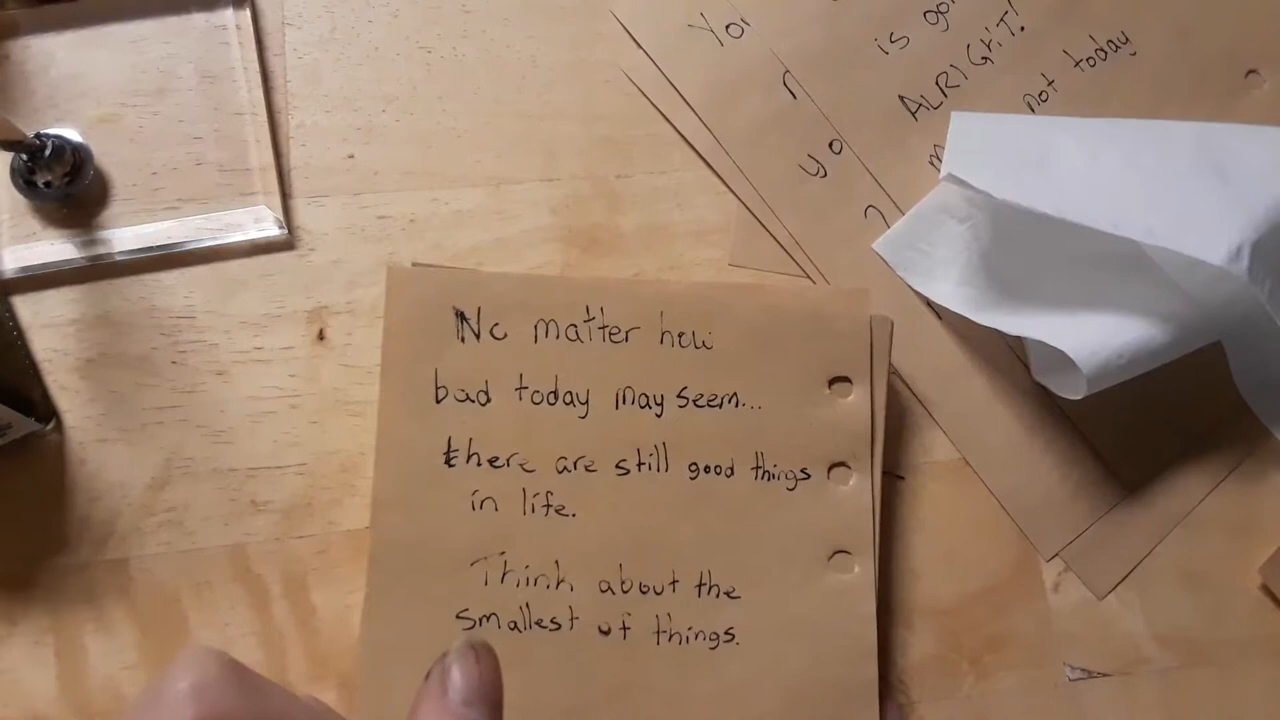 No matter how
bad today may seem...
there are still good things
in life.
Think about the
smallest of things.
is
ALRIGHT!
not today